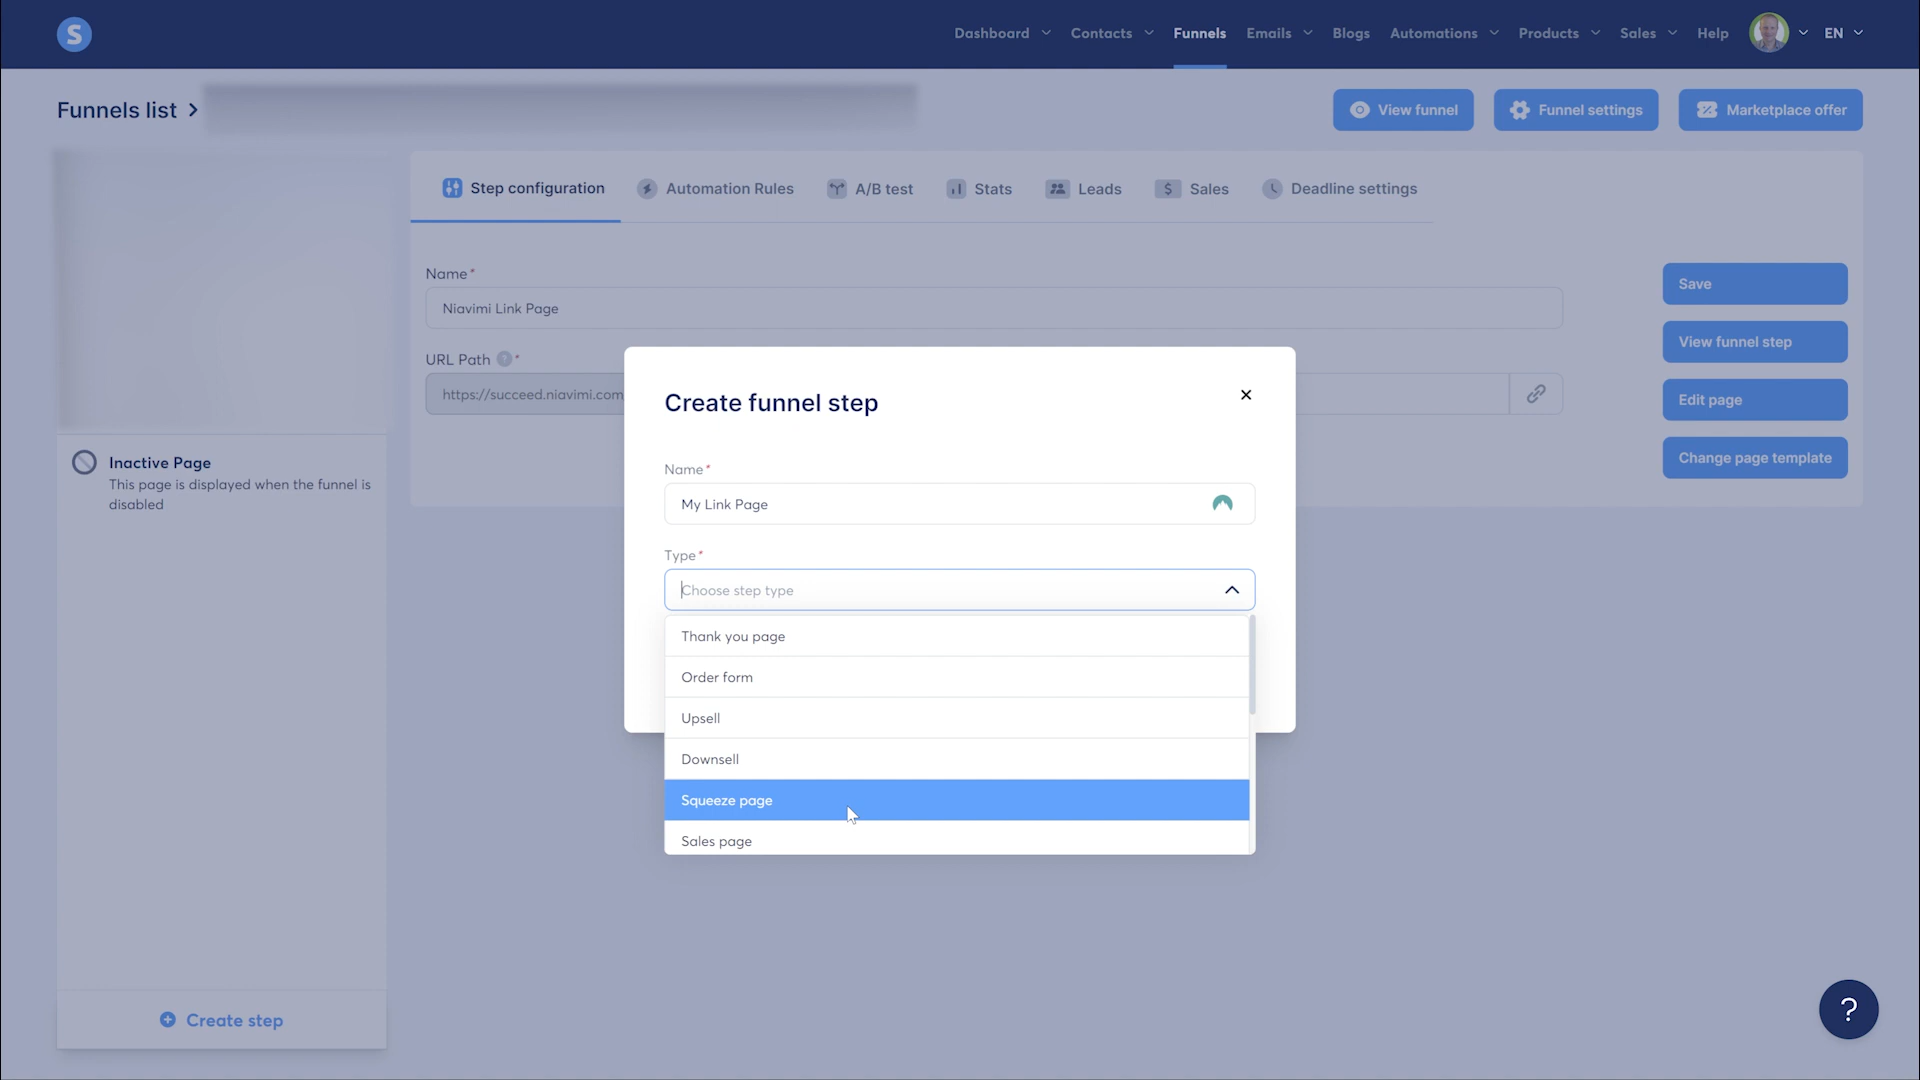 S
Dashboard
Contacts
Funnels
Emails
Blogs
Automations
Products
Sales
Help
EN
Funnels list
View funnel
Funnel settings
Marketplace offer
Step configuration
Automation Rules
A/B test
Stats
Leads
$ Sales
Deadline settings
Name*
Niavimi Link Page
URL Path ? *
https://succeed.niavimi.com
Save
View funnel step
Edit page
Change page template
Inactive Page
This page is displayed when the funnel is
disabled
Create step
Create funnel step
Name*
My Link Page
Type*
Choose step type
Thank you page
Order form
Upsell
Downsell
Squeeze page
Sales page
?